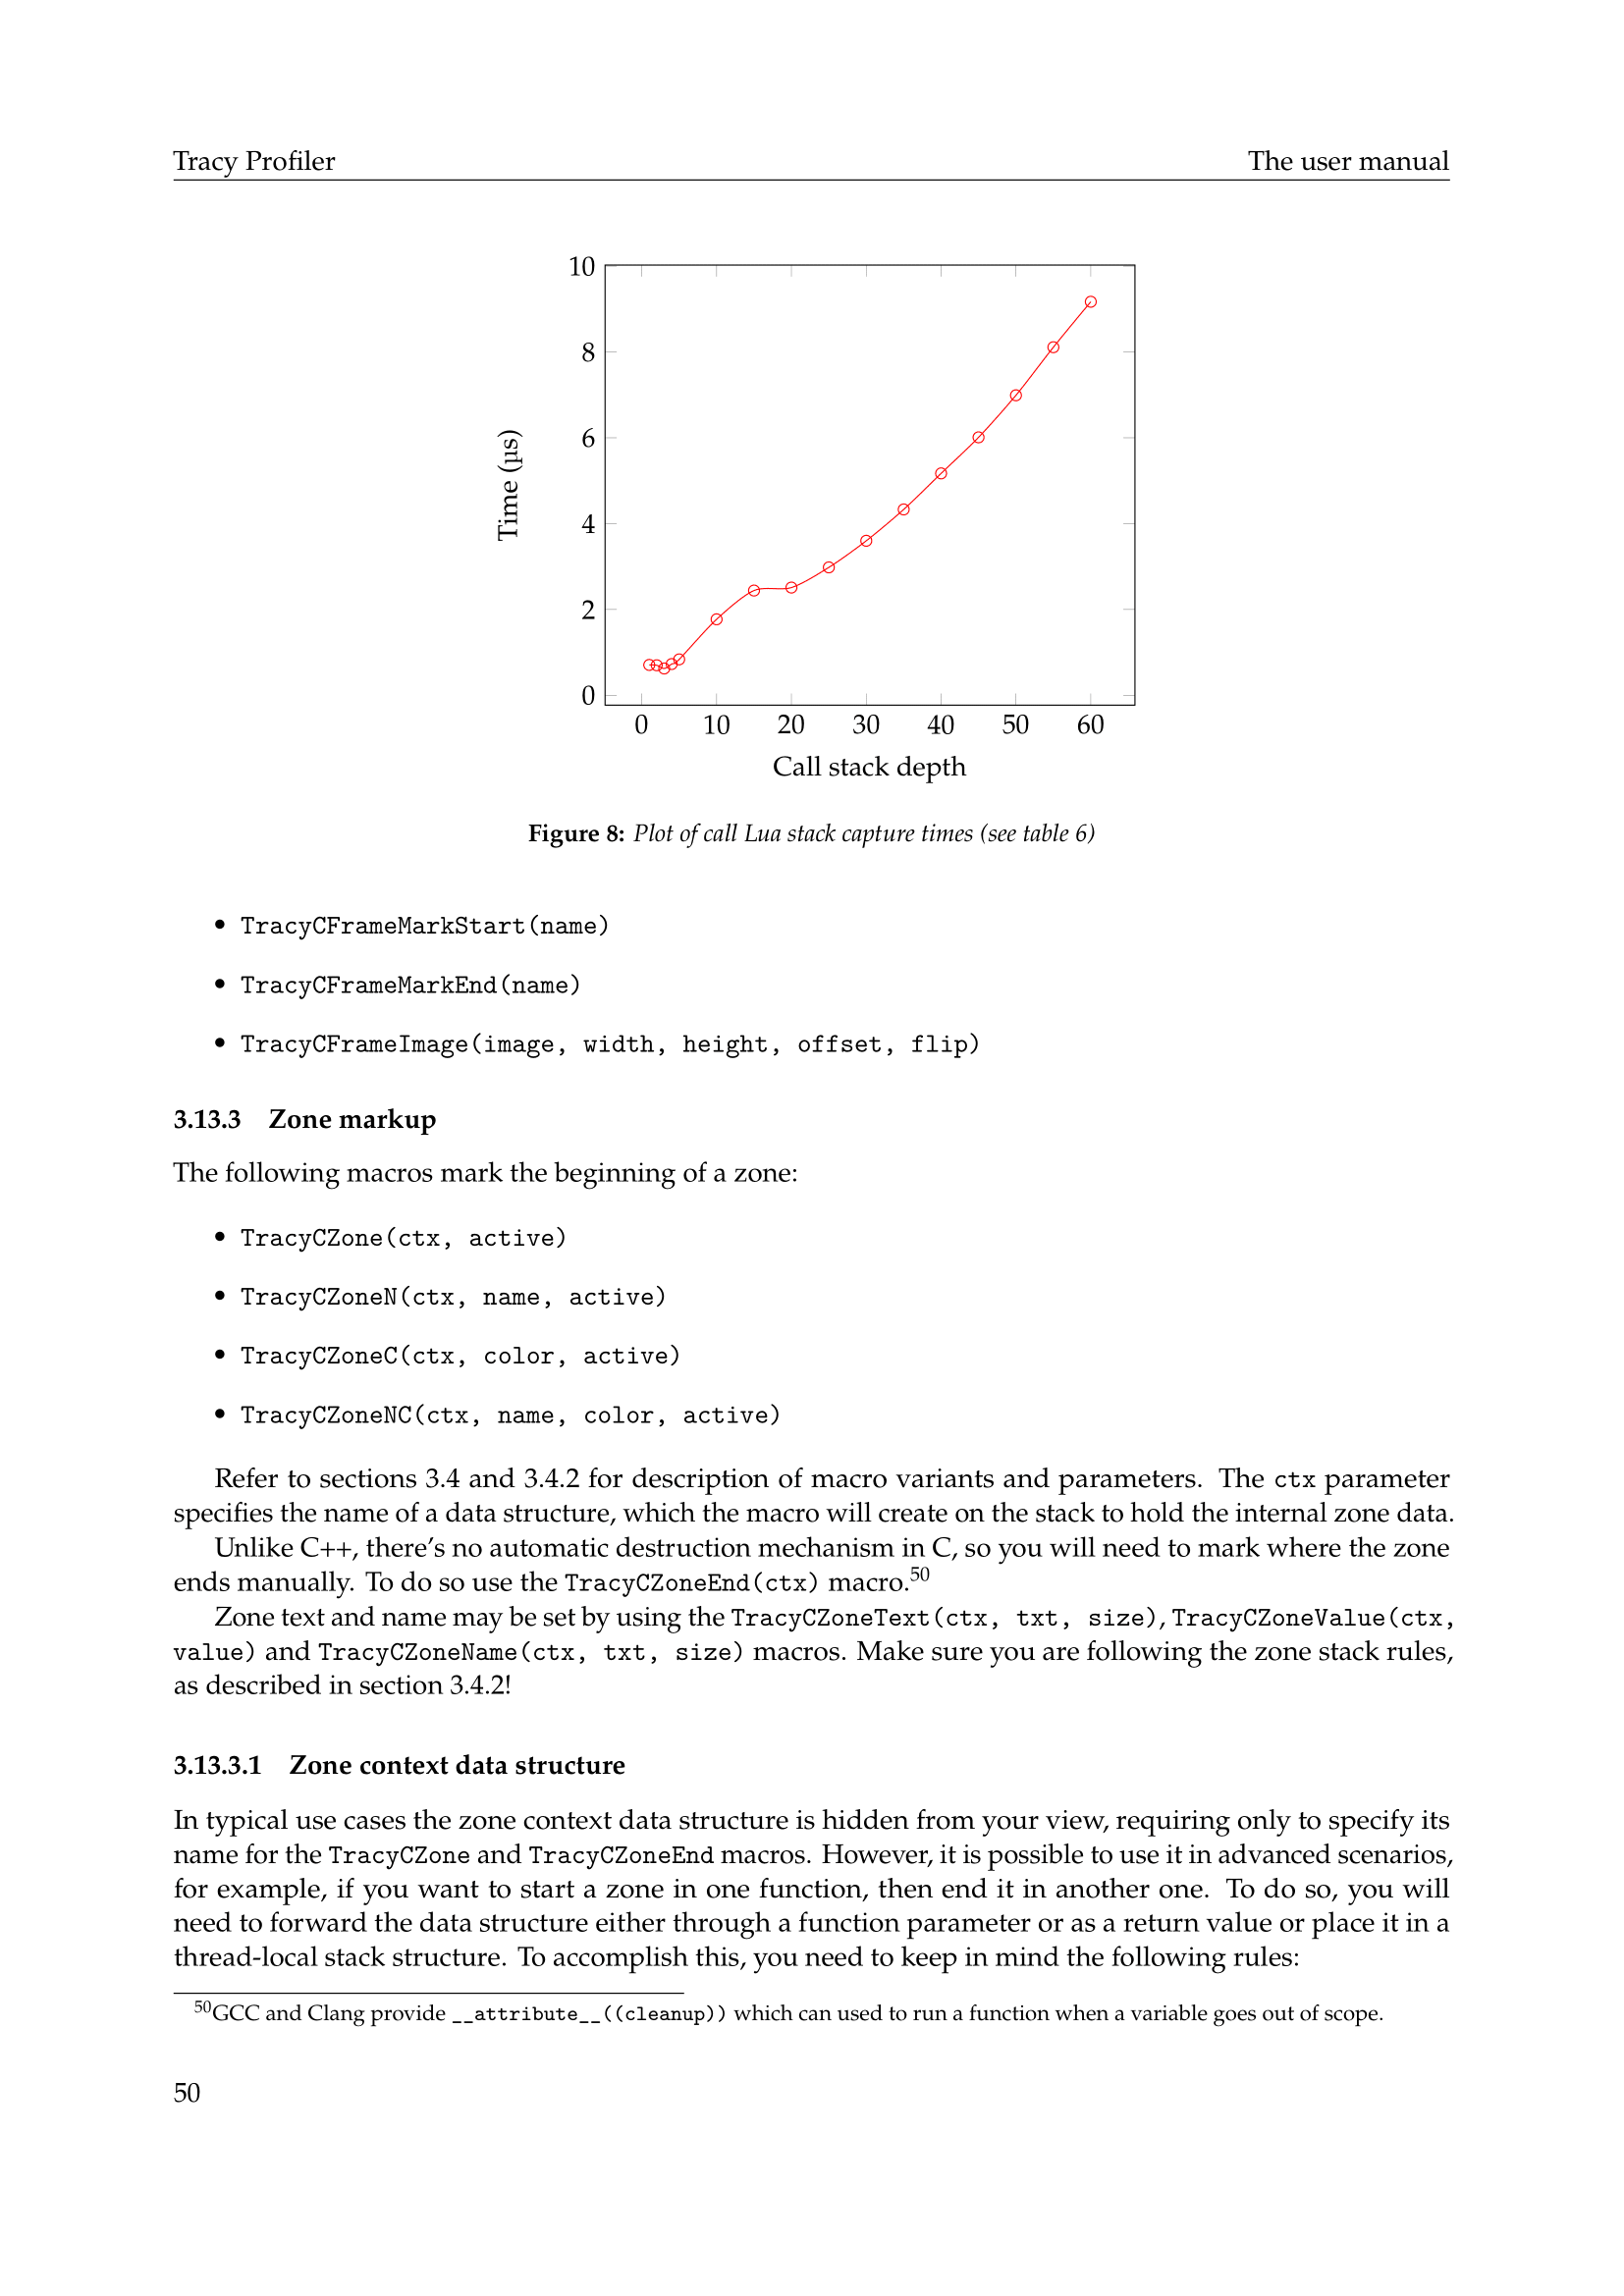 Tracy Profiler The user manual
10
8
6
4
2
0
Time (µs)
0 10 20 30 40 50 60
Call stack depth
Figure 8: Plot of call Lua stack capture times (see table 6)
• TracyCFrameMarkStart(name)
• TracyCFrameMarkEnd(name)
• TracyCFrameImage(image, width, height, offset, flip)
3.13.3 Zone markup
The following macros mark the beginning of a zone:
• TracyCZone(ctx, active)
• TracyCZoneN(ctx, name, active)
• TracyCZoneC(ctx, color, active)
• TracyCZoneNC(ctx, name, color, active)
Refer to sections 3.4 and 3.4.2 for description of macro variants and parameters. The ctx parameter
specifies the name of a data structure, which the macro will create on the stack to hold the internal zone data.
Unlike C++, there's no automatic destruction mechanism in C, so you will need to mark where the zone
ends manually. To do so use the TracyCZoneEnd(ctx) macro.50
Zone text and name may be set by using the TracyCZoneText(ctx, txt, size), TracyCZoneValue(ctx,
value) and TracyCZoneName(ctx, txt, size) macros. Make sure you are following the zone stack rules,
as described in section 3.4.2!
3.13.3.1 Zone context data structure
In typical use cases the zone context data structure is hidden from your view, requiring only to specify its
name for the TracyCZone and TracyCZoneEnd macros. However, it is possible to use it in advanced scenarios,
for example, if you want to start a zone in one function, then end it in another one. To do so, you will
need to forward the data structure either through a function parameter or as a return value or place it in a
thread-local stack structure. To accomplish this, you need to keep in mind the following rules:
50GCC and Clang provide __attribute__((cleanup)) which can used to run a function when a variable goes out of scope.
50